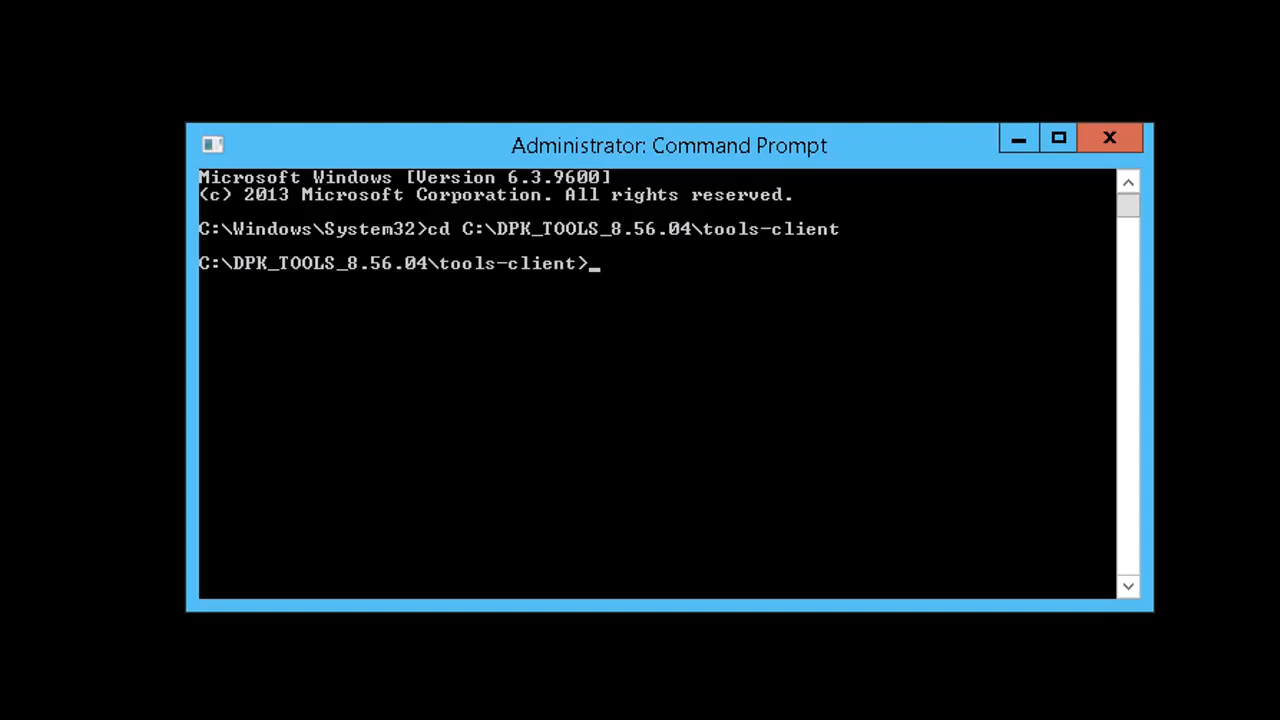 Administrator: Command Prompt
Microsoft Windows [Version 6.3.9600]
(c) 2013 Microsoft Corporation. All rights reserved.
C:\Windows\System32>cd C:\DPK_TOOLS_8.56.04\tools-client
C:\DPK_TOOLS_8.56.04\tools-client>_